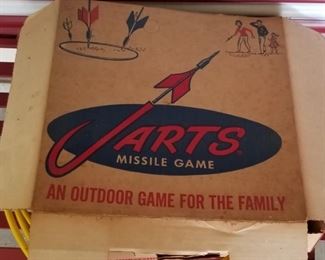 JARTS
MISSILE GAME
AN OUTDOOR GAME FOR THE FAMILY